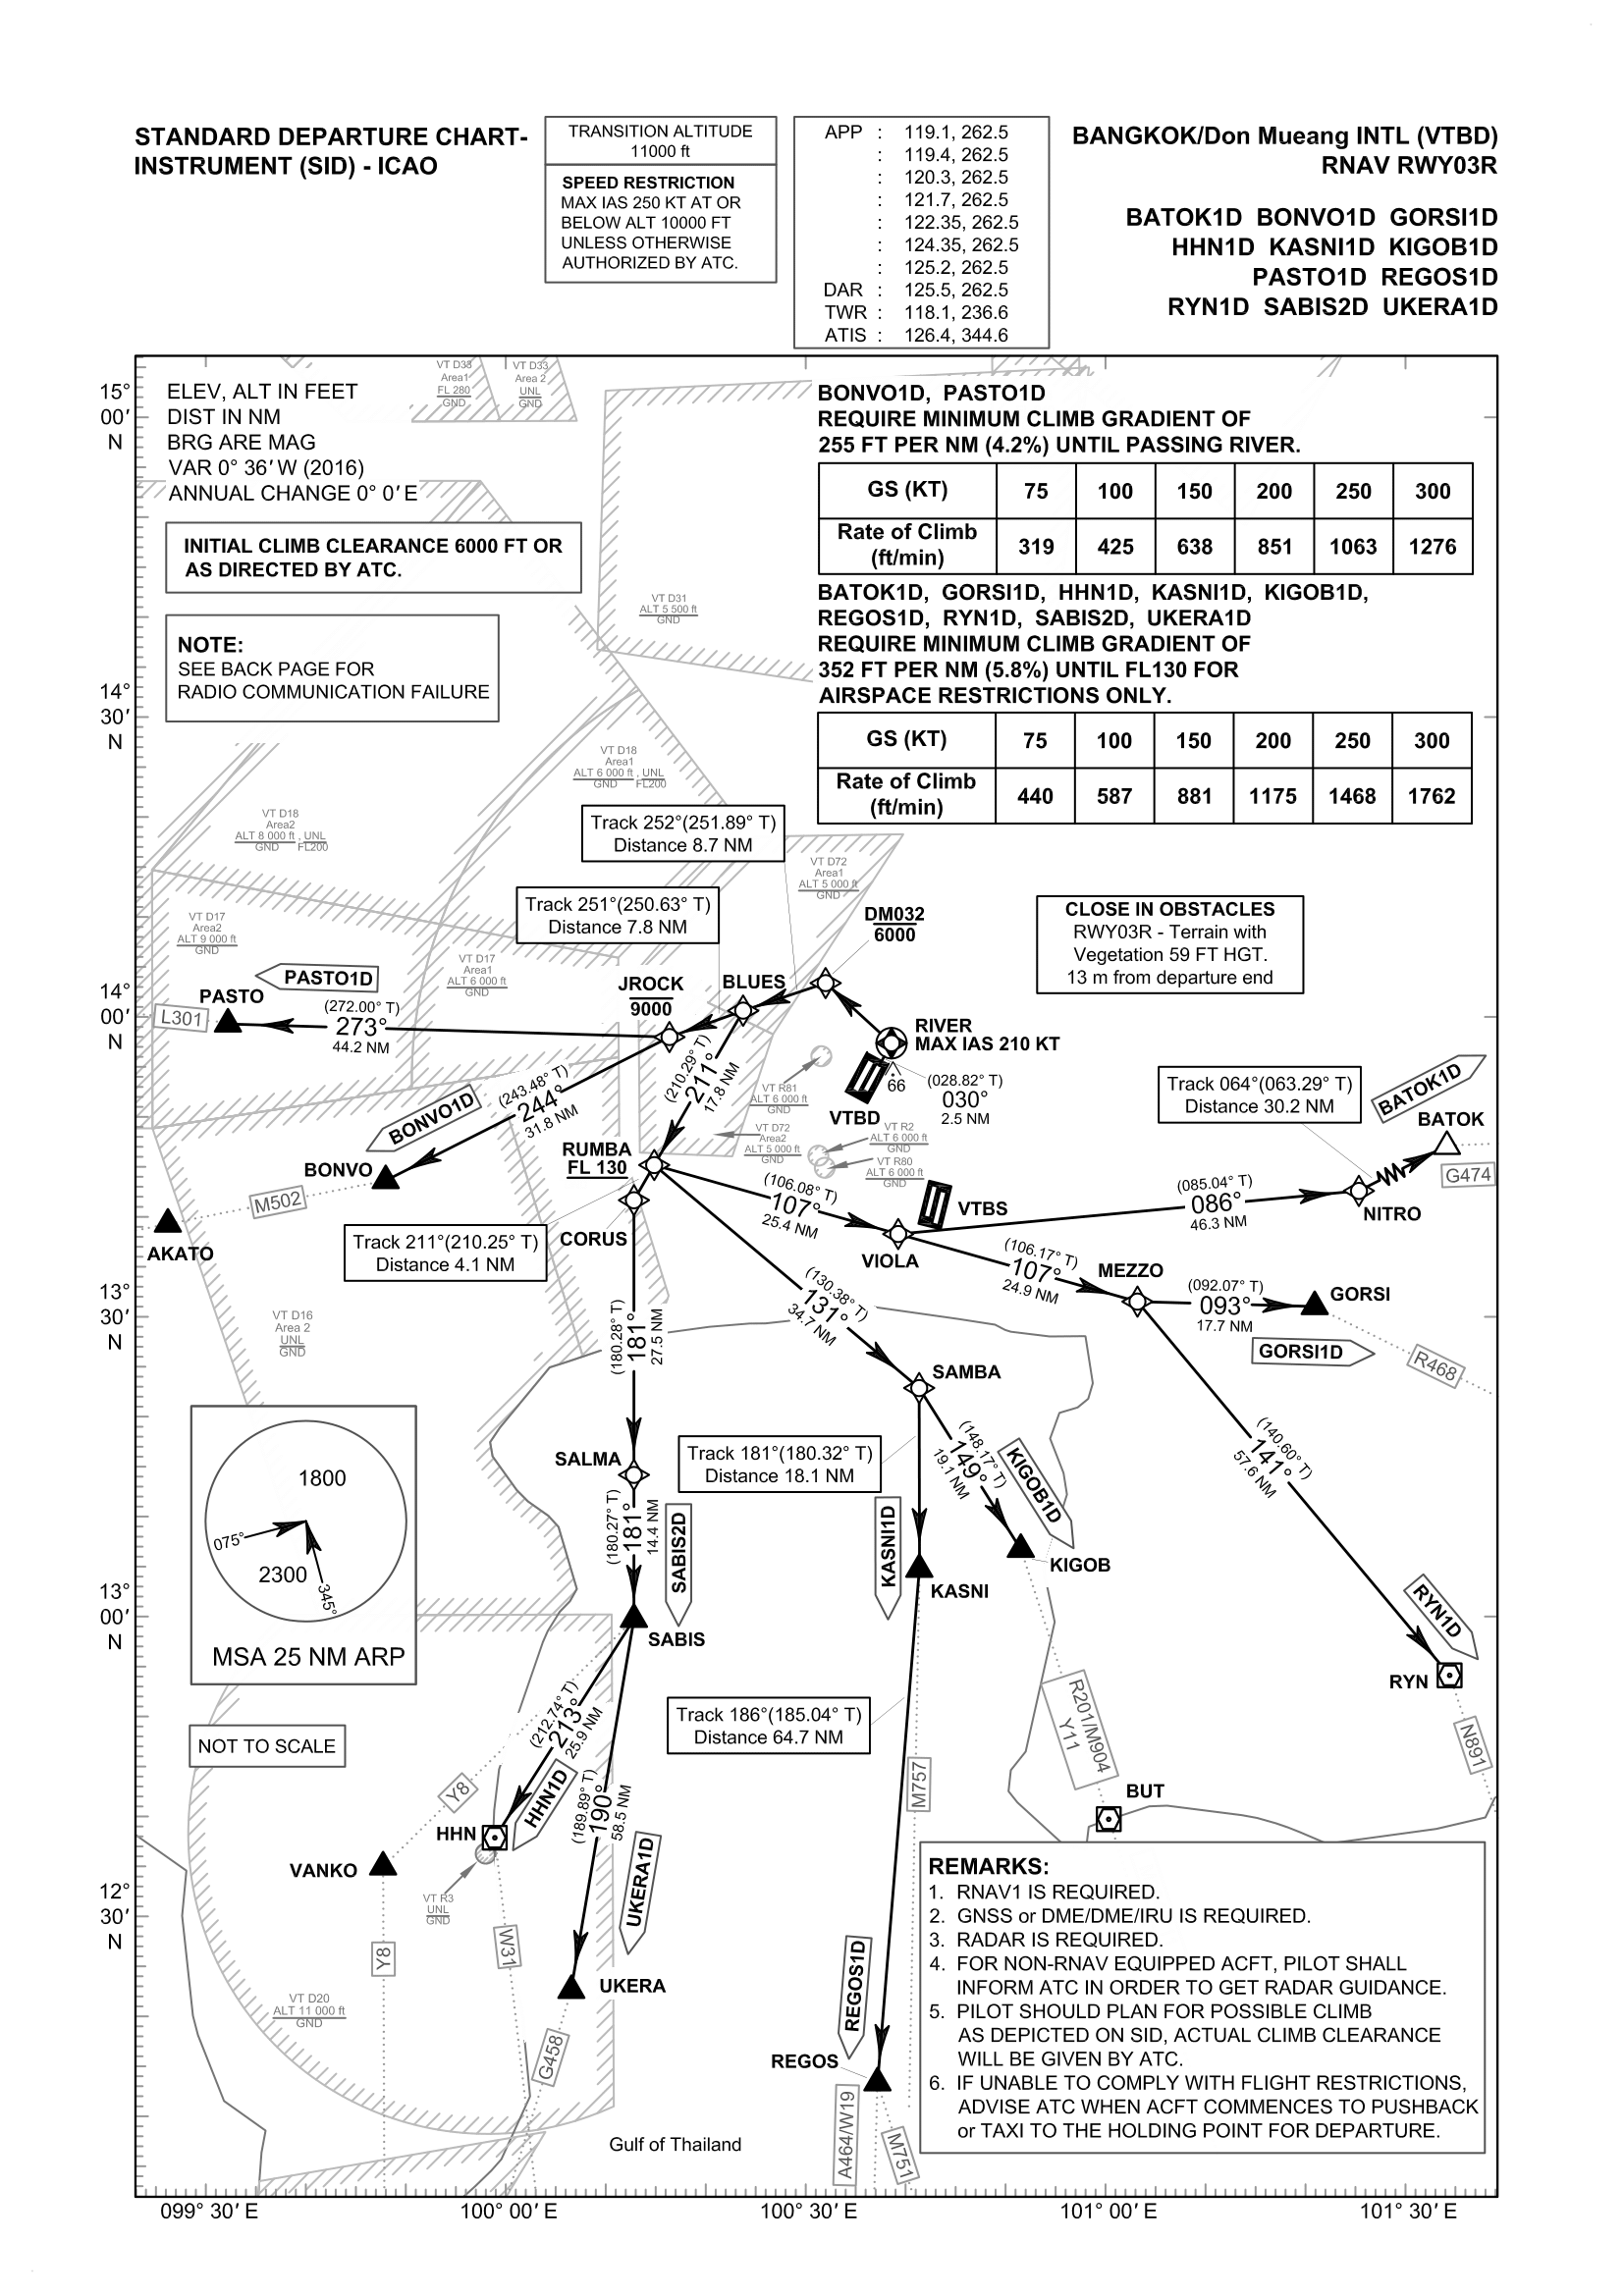 STANDARD DEPARTURE CHART-
INSTRUMENT (SID) - ICAO
TRANSITION ALTITUDE
11000 ft
SPEED RESTRICTION
MAX IAS 250 KT AT OR
BELOW ALT 10000 FT
UNLESS OTHERWISE
AUTHORIZED BY ATC.
APP : 119.1, 262.5
: 119.4, 262.5
: 120.3, 262.5
: 121.7, 262.5
: 122.35, 262.5
: 124.35, 262.5
: 125.2, 262.5
DAR : 125.5, 262.5
TWR : 118.1, 236.6
ATIS : 126.4, 344.6
BANGKOK/Don Mueang INTL (VTBD)
RNAV RWY03R
BATOK1D BONVO1D GORSI1D
HHN1D KASNI1D KIGOB1D
PASTO1D REGOS1D
RYN1D SABIS2D UKERA1D
15°
00′
N
14°
30′
N
14°
00′
N
13°
30′
N
13°
00′
N
12°
30′
N
ELEV, ALT IN FEET
DIST IN NM
BRG ARE MAG
VAR 0° 36′ W (2016)
ANNUAL CHANGE 0° 0′ E
INITIAL CLIMB CLEARANCE 6000 FT OR
AS DIRECTED BY ATC.
NOTE:
SEE BACK PAGE FOR
RADIO COMMUNICATION FAILURE
VT D33
Area1
FL 280
GND
VT D33
Area 2
UNL
GND
VT D31
ALT 5 500 ft
GND
BONVO1D, PASTO1D
REQUIRE MINIMUM CLIMB GRADIENT OF
255 FT PER NM (4.2%) UNTIL PASSING RIVER.
GS (KT) 75 100 150 200 250 300
Rate of Climb
(ft/min) 319 425 638 851 1063 1276
BATOK1D, GORSI1D, HHN1D, KASNI1D, KIGOB1D,
REGOS1D, RYN1D, SABIS2D, UKERA1D
REQUIRE MINIMUM CLIMB GRADIENT OF
352 FT PER NM (5.8%) UNTIL FL130 FOR
AIRSPACE RESTRICTIONS ONLY.
GS (KT) 75 100 150 200 250 300
Rate of Climb
(ft/min) 440 587 881 1175 1468 1762
VT D18
Area1
ALT 6 000 ft , UNL
GND FL200
VT D18
Area2
ALT 8 000 ft , UNL
GND FL200
Track 252°(251.89° T)
Distance 8.7 NM
Track 251°(250.63° T)
Distance 7.8 NM
VT D72
Area1
ALT 5 000 ft
GND
DM032
6000
CLOSE IN OBSTACLES
RWY03R - Terrain with
Vegetation 59 FT HGT.
13 m from departure end
VT D17
Area2
ALT 9 000 ft
GND
VT D17
Area1
ALT 6 000 ft
GND
PASTO1D
PASTO
L301
(272.00° T)
273°
44.2 NM
JROCK
9000
BLUES
RIVER
MAX IAS 210 KT
66
(028.82° T)
030°
2.5 NM
VTBD
VT R81
ALT 6 000 ft
GND
VT D72
Area2
ALT 5 000 ft
GND
VT R2
ALT 6 000 ft
GND
VT R80
ALT 6 000 ft
GND
(210.29° T)
211°
17.8 NM
(243.48° T)
244°
31.8 NM
BONVO1D
BONVO
M502
AKATO
RUMBA
FL 130
CORUS
Track 211°(210.25° T)
Distance 4.1 NM
(106.08° T)
107°
25.4 NM
VTBS
VIOLA
Track 064°(063.29° T)
Distance 30.2 NM
BATOK1D
BATOK
G474
(085.04° T)
086°
46.3 NM
NITRO
(106.17° T)
107°
24.9 NM
MEZZO
(092.07° T)
093°
17.7 NM
GORSI
GORSI1D
R468
VT D16
Area 2
UNL
GND
(130.38° T)
131°
34.7 NM
(180.28° T)
181°
27.5 NM
SAMBA
Track 181°(180.32° T)
Distance 18.1 NM
(148.17° T)
149°
19.1 NM
KIGOB1D
KIGOB
(140.60° T)
141°
57.6 NM
SALMA
(180.27° T)
181°
14.4 NM
SABIS2D
SABIS
KASNI1D
KASNI
RYN1D
RYN
N891
1800
075°
2300
345°
MSA 25 NM ARP
NOT TO SCALE
Track 186°(185.04° T)
Distance 64.7 NM
(212.74° T)
213°
25.9 NM
HHN1D
HHN
Y8
VANKO
Y8
VT R3
UNL
GND
W31
(189.89° T)
190°
58.5 NM
UKERA1D
UKERA
G458
M757
R201/M904
Y11
BUT
VT D20
ALT 11 000 ft
GND
REGOS1D
REGOS
A464/W19
M751
Gulf of Thailand
REMARKS:
1. RNAV1 IS REQUIRED.
2. GNSS or DME/DME/IRU IS REQUIRED.
3. RADAR IS REQUIRED.
4. FOR NON-RNAV EQUIPPED ACFT, PILOT SHALL
INFORM ATC IN ORDER TO GET RADAR GUIDANCE.
5. PILOT SHOULD PLAN FOR POSSIBLE CLIMB
AS DEPICTED ON SID, ACTUAL CLIMB CLEARANCE
WILL BE GIVEN BY ATC.
6. IF UNABLE TO COMPLY WITH FLIGHT RESTRICTIONS,
ADVISE ATC WHEN ACFT COMMENCES TO PUSHBACK
or TAXI TO THE HOLDING POINT FOR DEPARTURE.
099° 30′ E
100° 00′ E
100° 30′ E
101° 00′ E
101° 30′ E